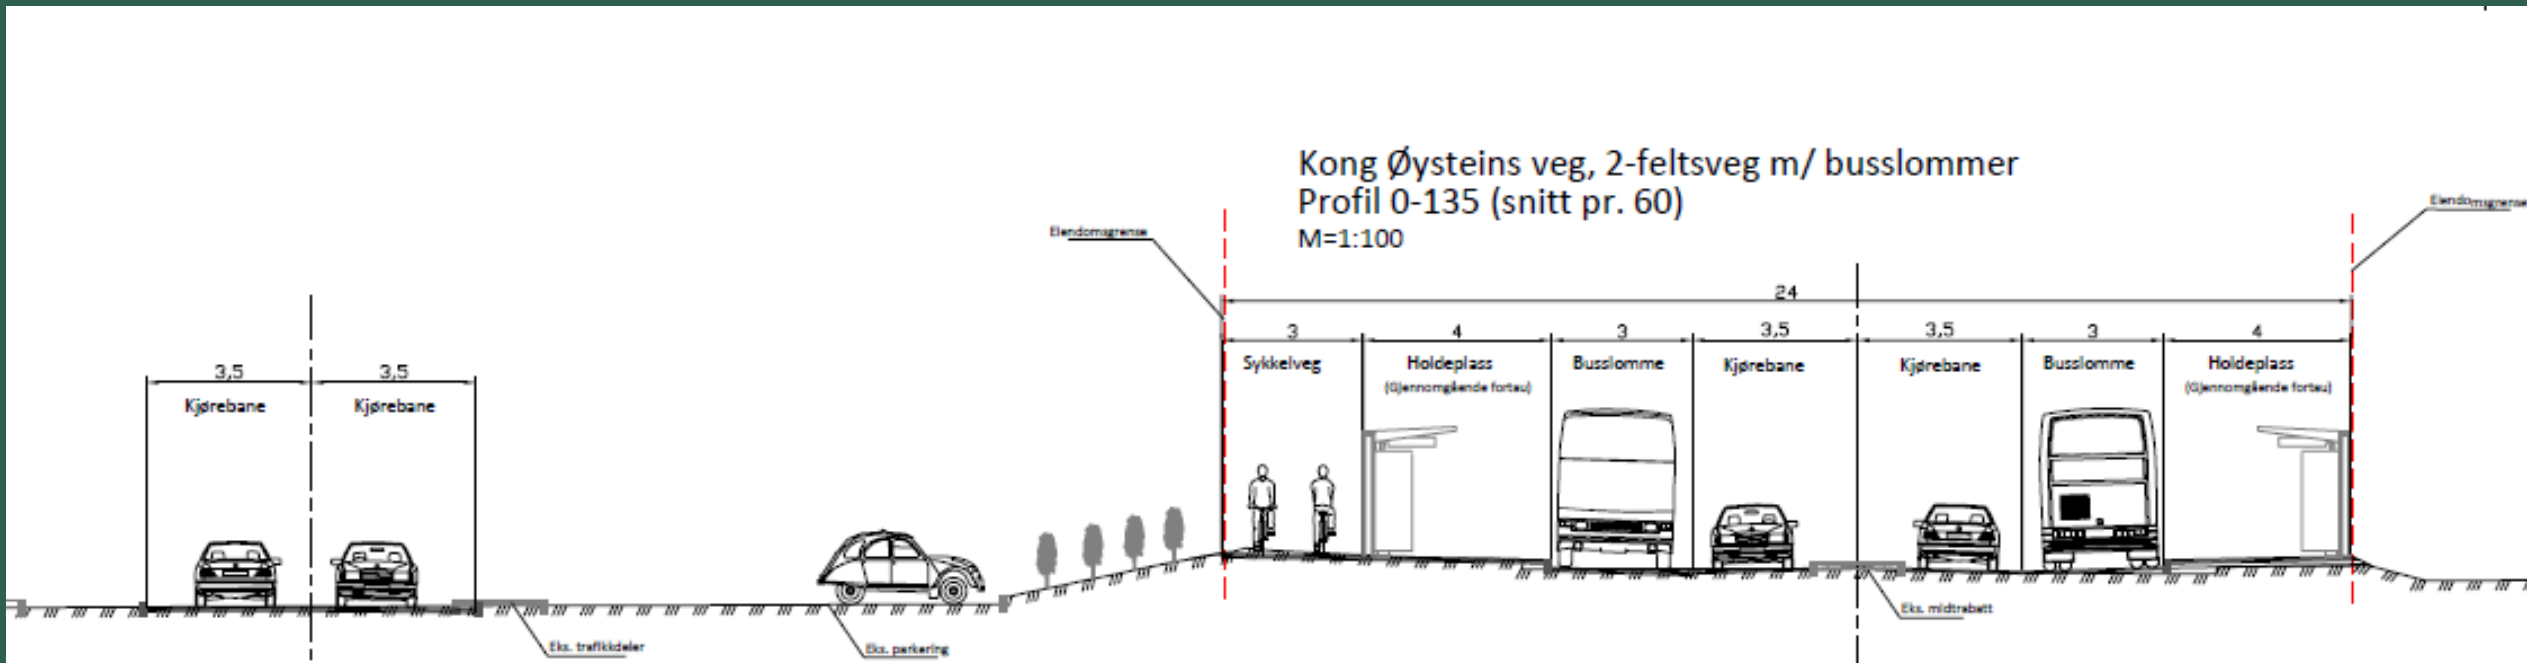 Kong Øysteins veg, 2-feltsveg m/ busslommer
Profil 0-135 (snitt pr. 60)
M=1:100
Eiendomsgrense
Eiendomsgrense
24
3 4 3 3,5 3,5 3 4
Sykkelveg Holdeplass Busslomme Kjørebane Kjørebane Busslomme Holdeplass
(Gjennomgående fortau) (Gjennomgående fortau)
3,5 3,5
Kjørebane Kjørebane
Eks. trafikkdeler
Eks. parkering
Eks. midtrabatt